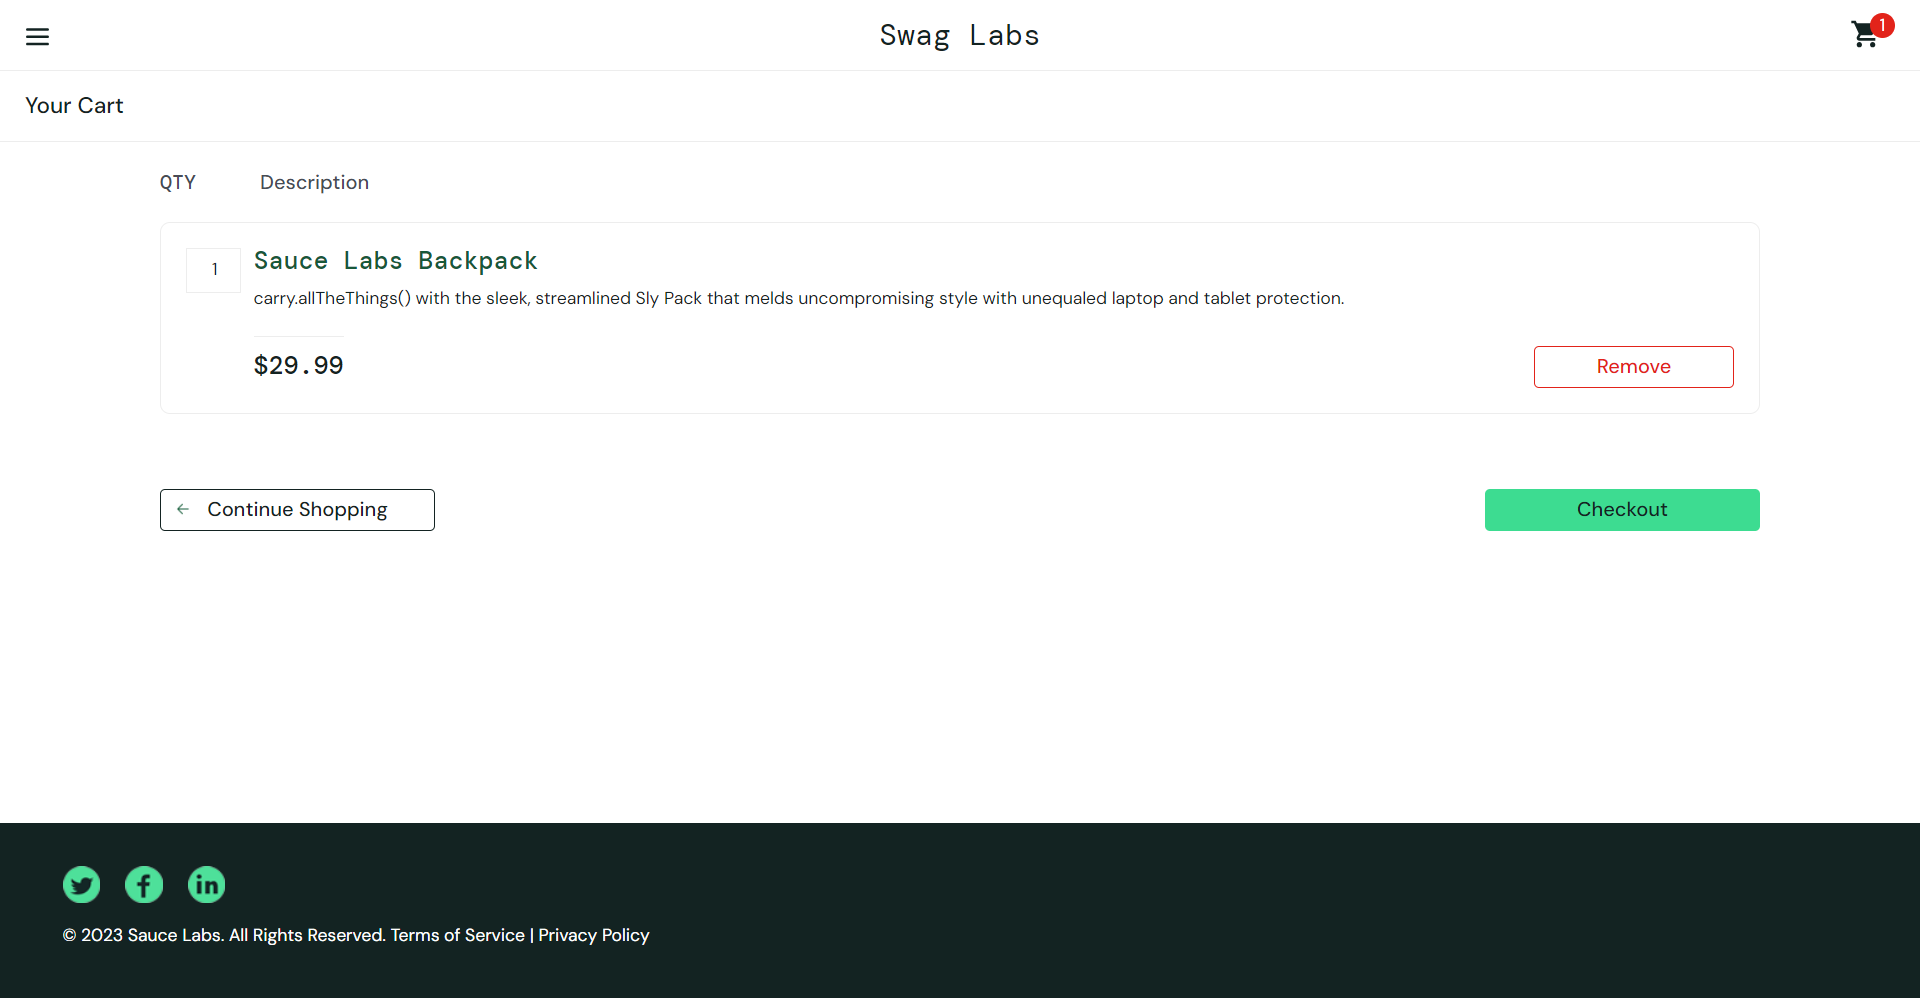 Swag Labs
1
Your Cart
QTY Description
1
Sauce Labs Backpack
carry.allTheThings() with the sleek, streamlined Sly Pack that melds uncompromising style with unequaled laptop and tablet protection.
$29.99
Remove
Continue Shopping
Checkout
© 2023 Sauce Labs. All Rights Reserved. Terms of Service | Privacy Policy